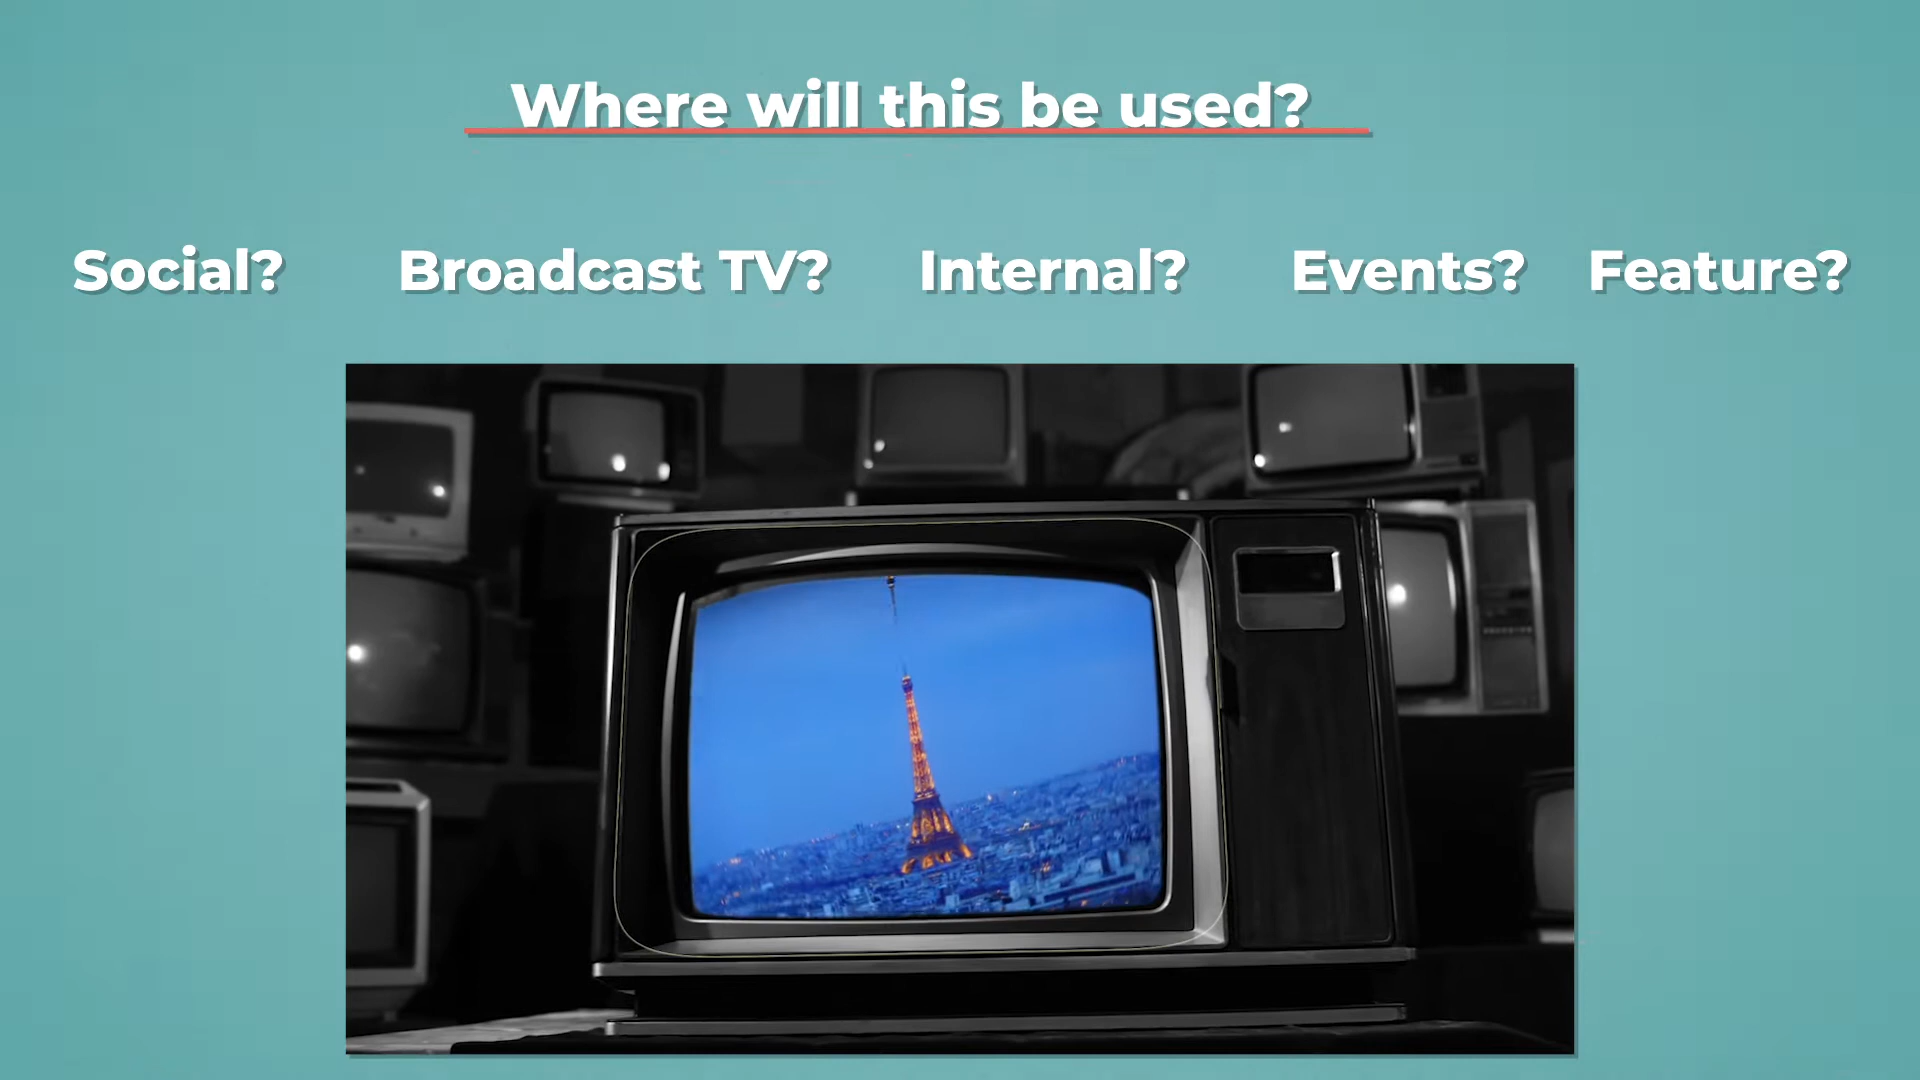 Where will this be used?
Social? Broadcast TV? Internal? Events? Feature?